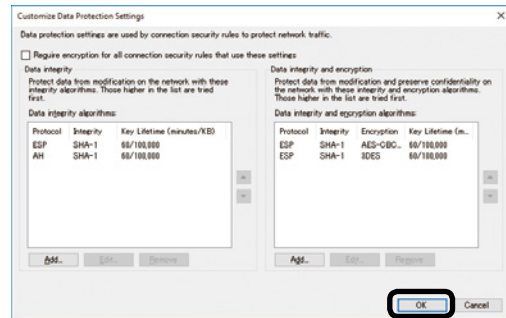 Customize Data Protection Settings
Data protection settings are used by connection security rules to protect network traffic.
Require encryption for all connection security rules that use these settings
Data integrity
Protect data from modification on the network with these
integrity algorithms. Those higher in the list are tried
first.
Data integrity algorithms:
Protocol Integrity Key Lifetime (minutes/KB)
ESP SHA-1 60/100,000
AH SHA-1 60/100,000
Add... Edit... Remove
Data integrity and encryption
Protect data from modification and preserve confidentiality on
the network with these integrity and encryption algorithms.
Those higher in the list are tried first.
Data integrity and encryption algorithms:
Protocol Integrity Encryption Key Lifetime (m...
ESP SHA-1 AES-CBC... 60/100,000
ESP SHA-1 3DES 60/100,000
Add... Edit... Remove
OK Cancel